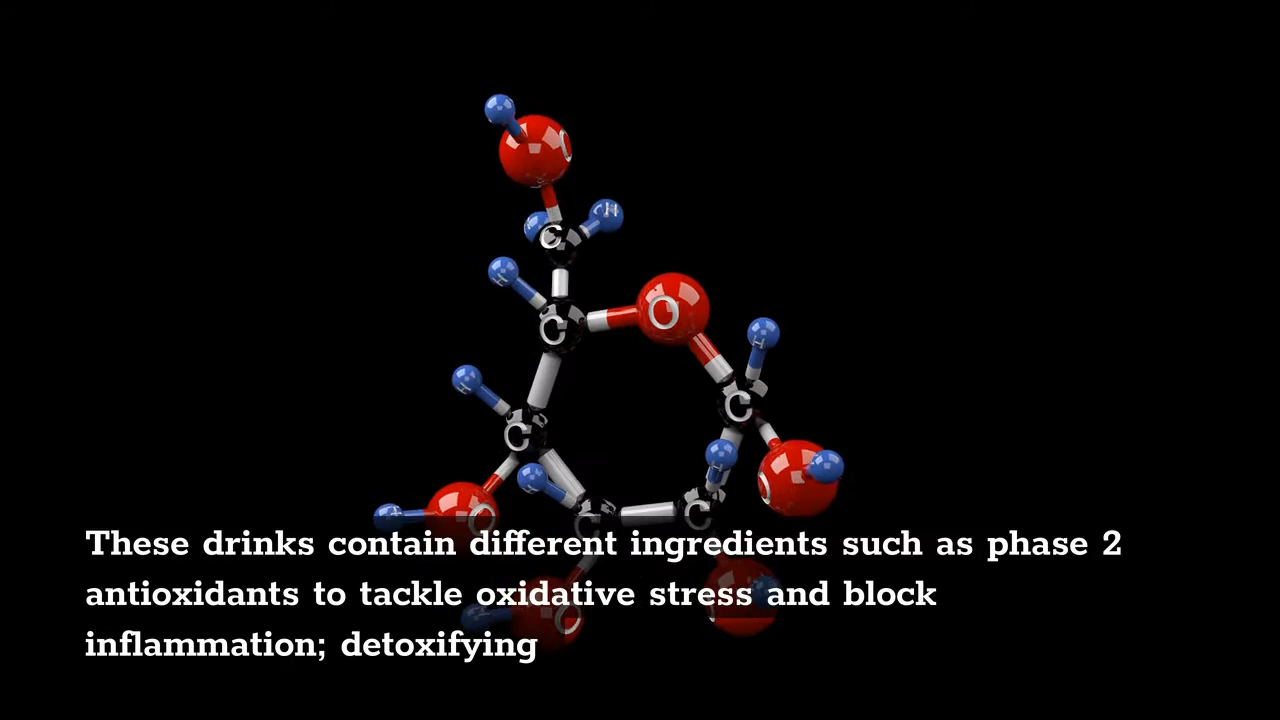 These drinks contain different ingredients such as phase 2
antioxidants to tackle oxidative stress and block
inflammation; detoxifying
H
O
C
H
H
C
H
O
H
C
H
C
H
H
O
C
H
O
C
C
O